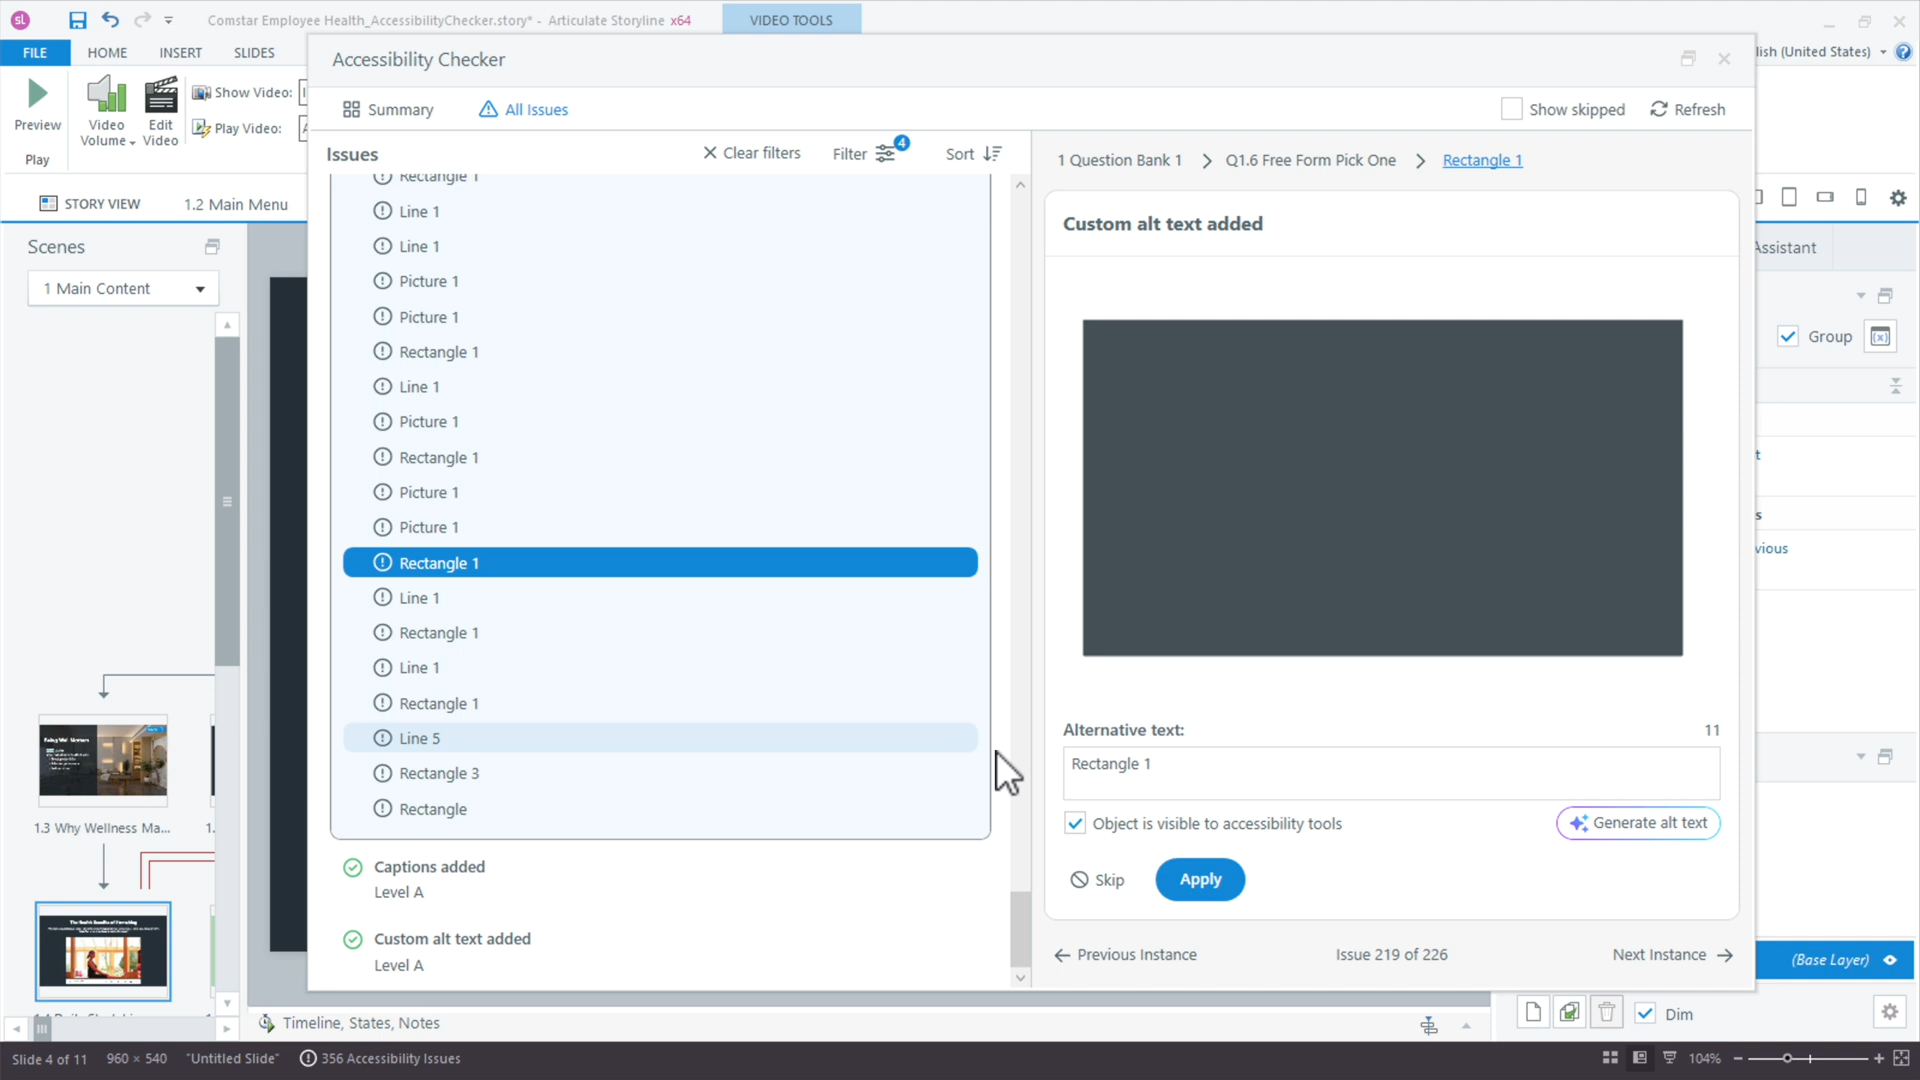 sl
Comstar Employee Health_AccessibilityChecker.story* - Articulate Storyline x64
VIDEO TOOLS
FILE
HOME
INSERT
SLIDES
lish (United States)
?
Accessibility Checker
Preview
Play
Video
Volume
Edit
Video
Show Video:
Play Video:
Summary
All Issues
Show skipped
Refresh
Issues
Clear filters
Filter
4
Sort
1 Question Bank 1
Q1.6 Free Form Pick One
Rectangle 1
STORY VIEW
1.2 Main Menu
Scenes
1 Main Content
Rectangle 1
Line 1
Line 1
Picture 1
Picture 1
Rectangle 1
Line 1
Picture 1
Rectangle 1
Picture 1
Picture 1
Rectangle 1
Line 1
Rectangle 1
Line 1
Rectangle 1
Line 5
Rectangle 3
Rectangle
Captions added
Level A
Custom alt text added
Level A
Custom alt text added
Alternative text:
11
Rectangle 1
Object is visible to accessibility tools
Generate alt text
Skip
Apply
Previous Instance
Issue 219 of 226
Next Instance
Assistant
Group
(x)
t
s
vious
(Base Layer)
Dim
1.3 Why Wellness Ma...
1.
Timeline, States, Notes
Slide 4 of 11
960 × 540
"Untitled Slide"
356 Accessibility Issues
104%